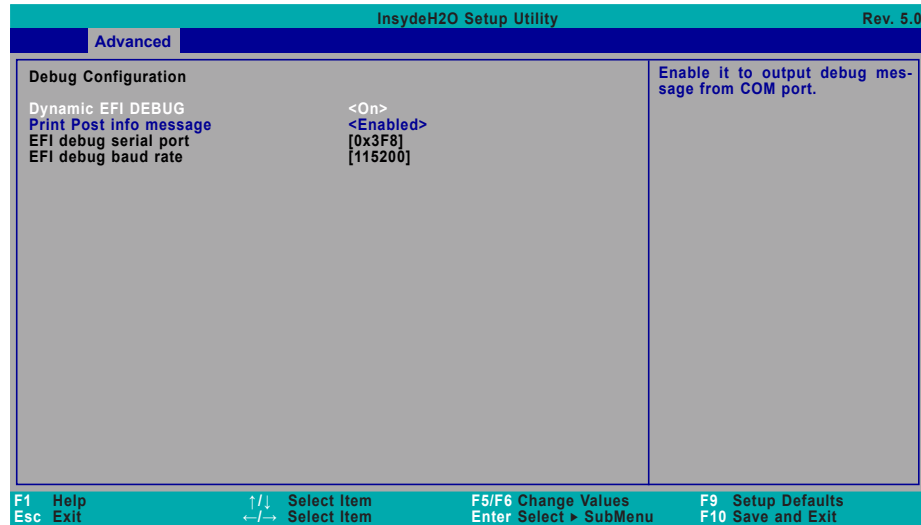 InsydeH2O Setup Utility Rev. 5.0
Advanced
Debug Configuration
Dynamic EFI DEBUG <On>
Print Post info message <Enabled>
EFI debug serial port [0x3F8]
EFI debug baud rate [115200]
Enable it to output debug mes-
sage from COM port.
F1 Help ↑/↓ Select Item F5/F6 Change Values F9 Setup Defaults
Esc Exit ←/→ Select Item Enter Select ▶ SubMenu F10 Save and Exit